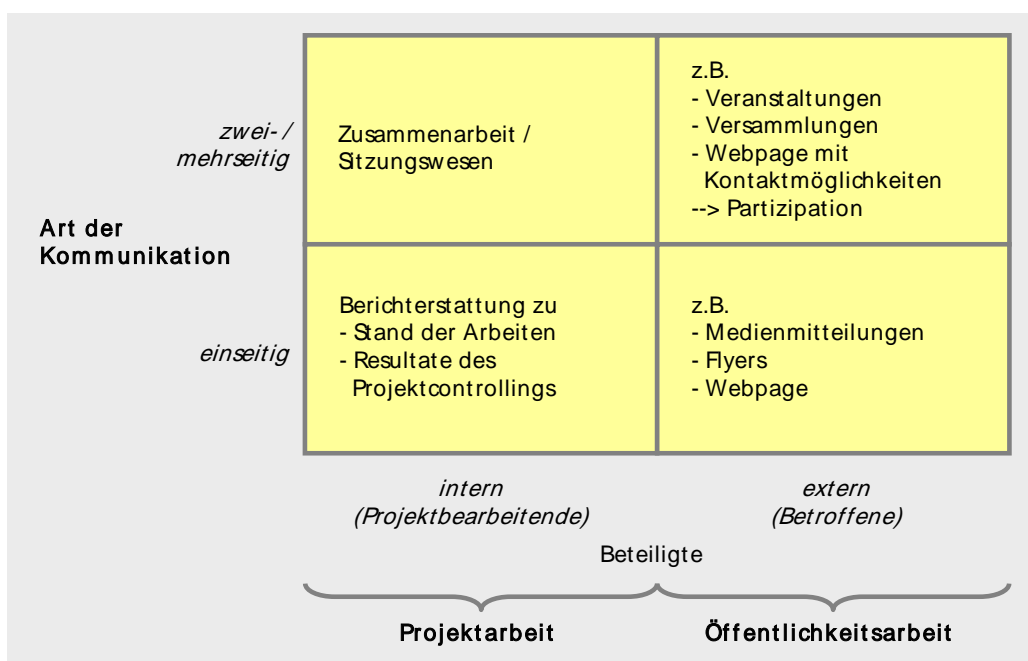 zwei- /
mehrseitig
Zusammenarbeit /
Sitzungswesen
z.B.
- Veranstaltungen
- Versammlungen
- Webpage mit
Kontaktmöglichkeiten
--> Partizipation
Art der
Kommunikation
einseitig
Berichterstattung zu
- Stand der Arbeiten
- Resultate des
Projektcontrollings
z.B.
- Medienmitteilungen
- Flyers
- Webpage
intern
(Projektbearbeitende)
extern
(Betroffene)
Beteiligte
Projektarbeit
Öffentlichkeitsarbeit